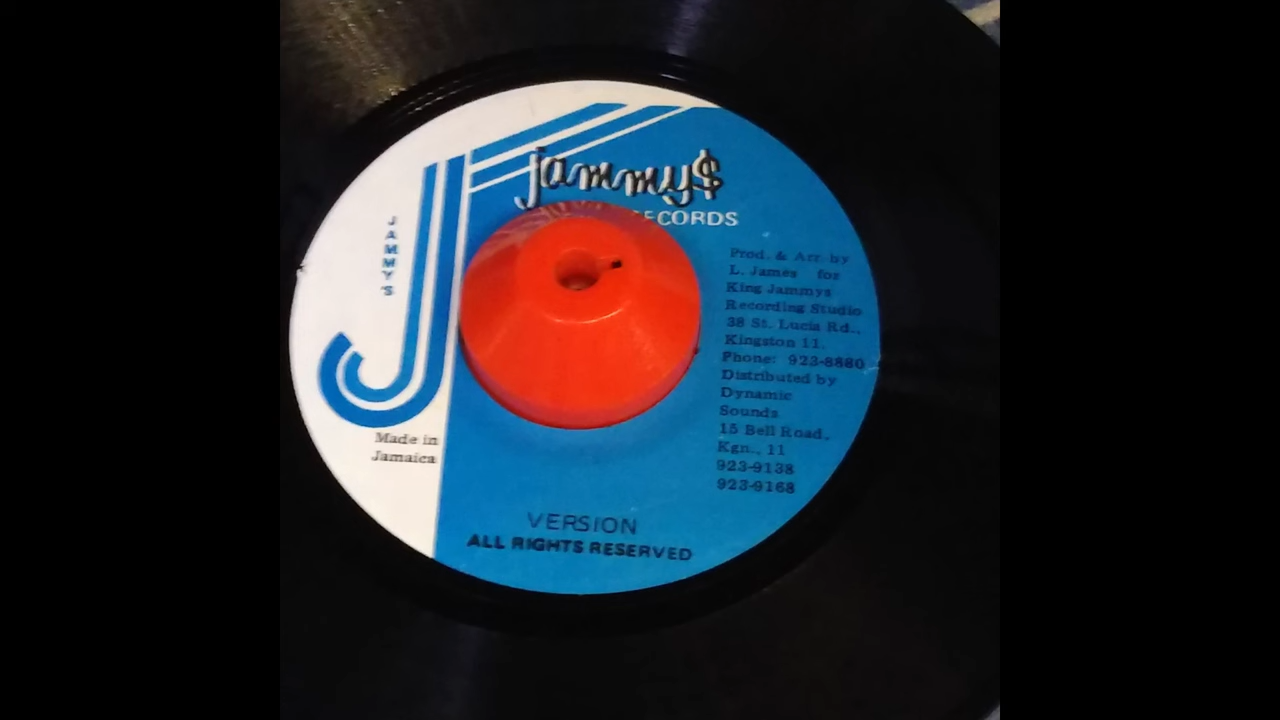 jammy$
RECORDS
JAMMY'S
Prod. & Arr. by
L. James for
King Jammys
Recording Studio
38 St. Lucia Rd.,
Kingston 11.
Phone: 923-8880
Distributed by
Dynamic
Sounds
15 Bell Road,
Kgn., 11
923-9138
923-9168
Made in
Jamaica
VERSION
ALL RIGHTS RESERVED